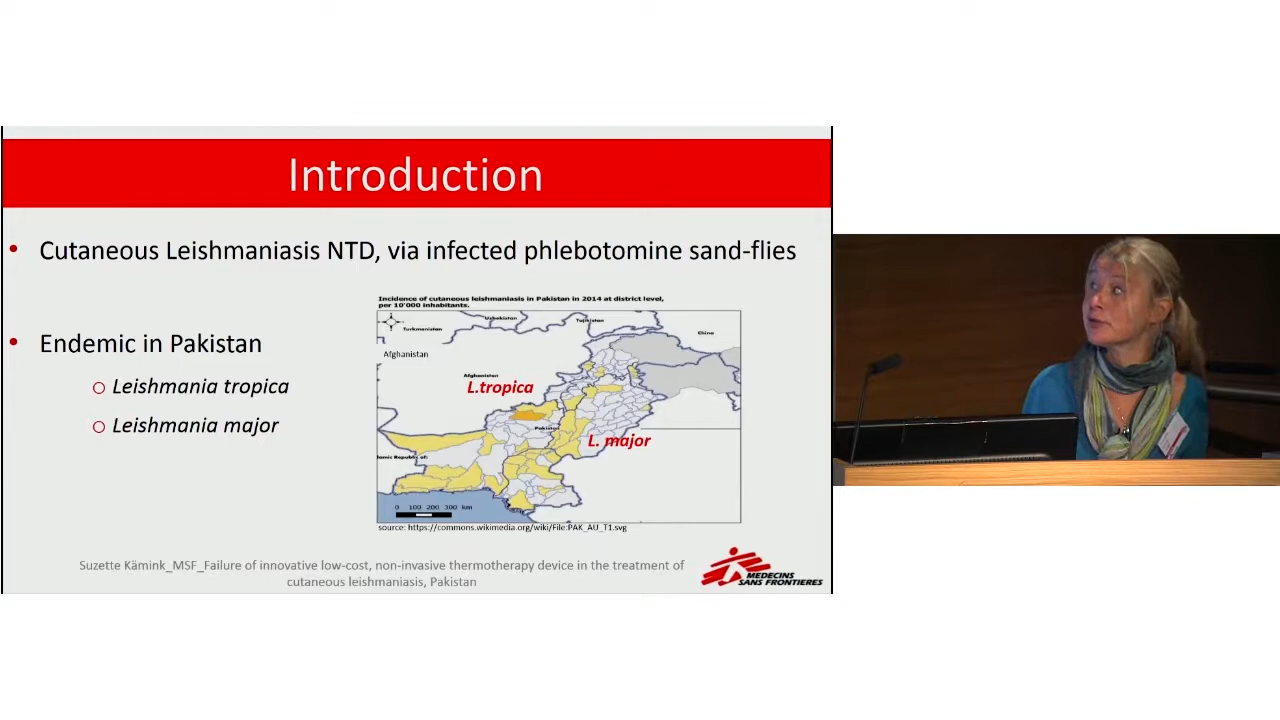 Introduction
• Cutaneous Leishmaniasis NTD, via infected phlebotomine sand-flies
• Endemic in Pakistan
○ Leishmania tropica
○ Leishmania major
Incidence of cutaneous leishmaniasis in Pakistan in 2014 at district level,
per 10'000 inhabitants.
Uzbekistan
Tajikistan
Turkmenistan
China
Afghanistan
Afghanistan
L.tropica
Pakistan
L. major
lamic Republic of:
0 100 200 300 km
source: https://commons.wikimedia.org/wiki/File:PAK_AU_T1.svg
Suzette Kämink_MSF_Failure of innovative low-cost, non-invasive thermotherapy device in the treatment of
cutaneous leishmaniasis, Pakistan
MEDECINS
SANS FRONTIERES